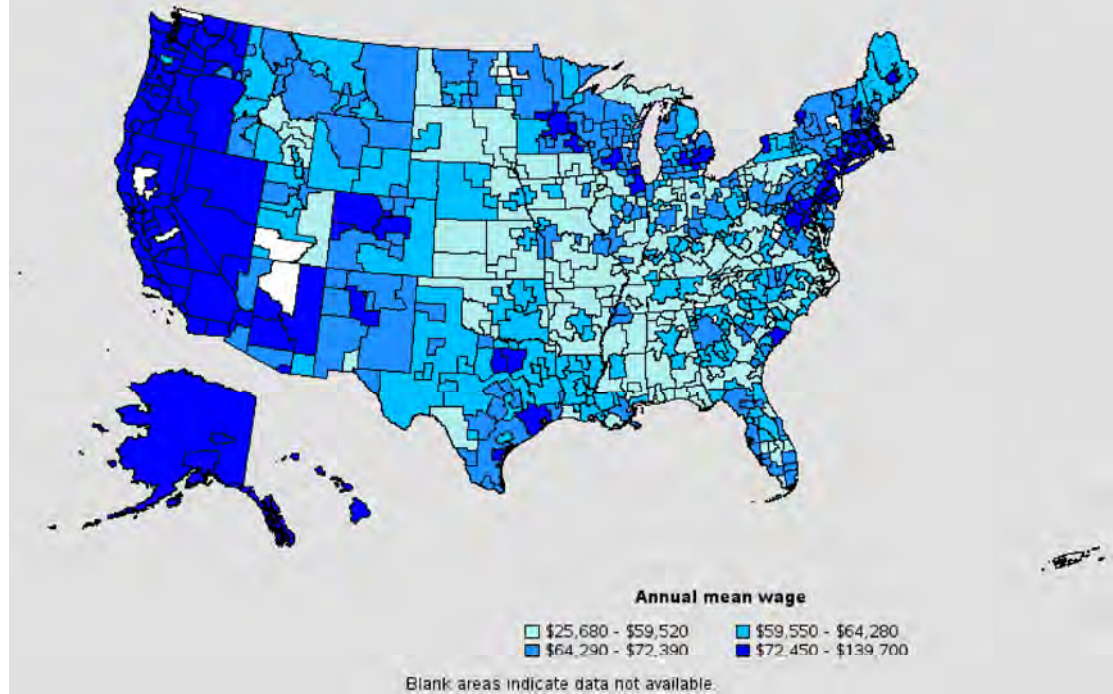 Annual mean wage
$25,680 - $59,520 $59,550 - $64,280
$64,290 - $72,390 $72,450 - $139,700
Blank areas indicate data not available.